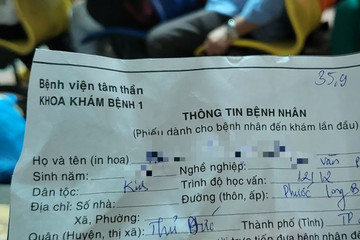 Bệnh viện tâm thần
KHOA KHÁM BỆNH 1
35,9
THÔNG TIN BỆNH NHÂN
(Phiếu dành cho bệnh nhân đến khám lần đầu)
Họ và tên (in hoa)
Sinh năm: Nghề nghiệp: Văn P
Dân tộc: Kinh Trình độ học vấn: 12/12
Địa chỉ: Số nhà: Đường (thôn, ấp): Phước Long B
Xã, Phường:
Quận (Huyện, thị xã): Thủ Đức Thành phố (Tỉnh) TP